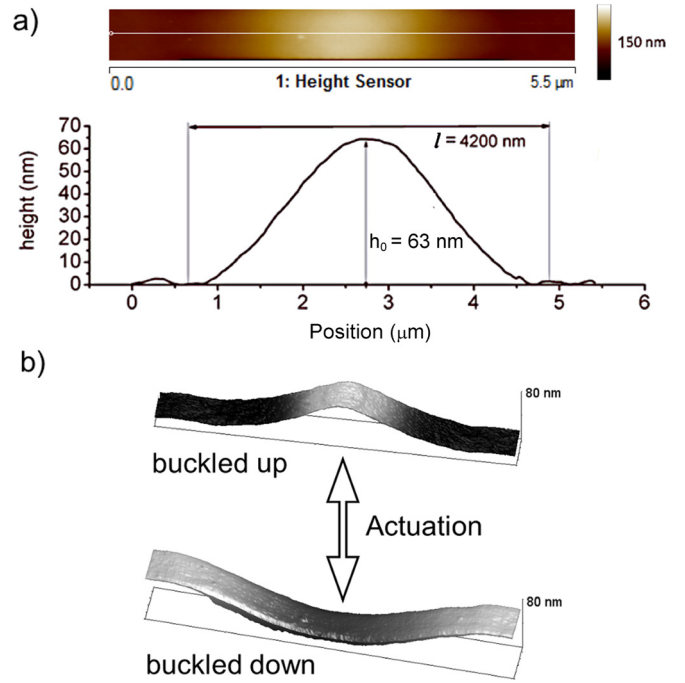 a)
150 nm
0.0 1: Height Sensor 5.5 µm
height (nm)
70
60
50
40
30
20
10
0
l = 4200 nm
h₀ = 63 nm
0 1 2 3 4 5 6
Position (μm)
b)
80 nm
buckled up
Actuation
80 nm
buckled down